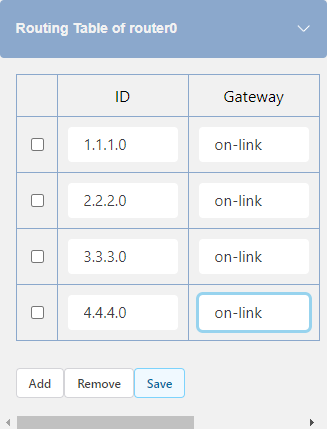 Routing Table of router0
ID Gateway
1.1.1.0 on-link
2.2.2.0 on-link
3.3.3.0 on-link
4.4.4.0 on-link
Add Remove Save